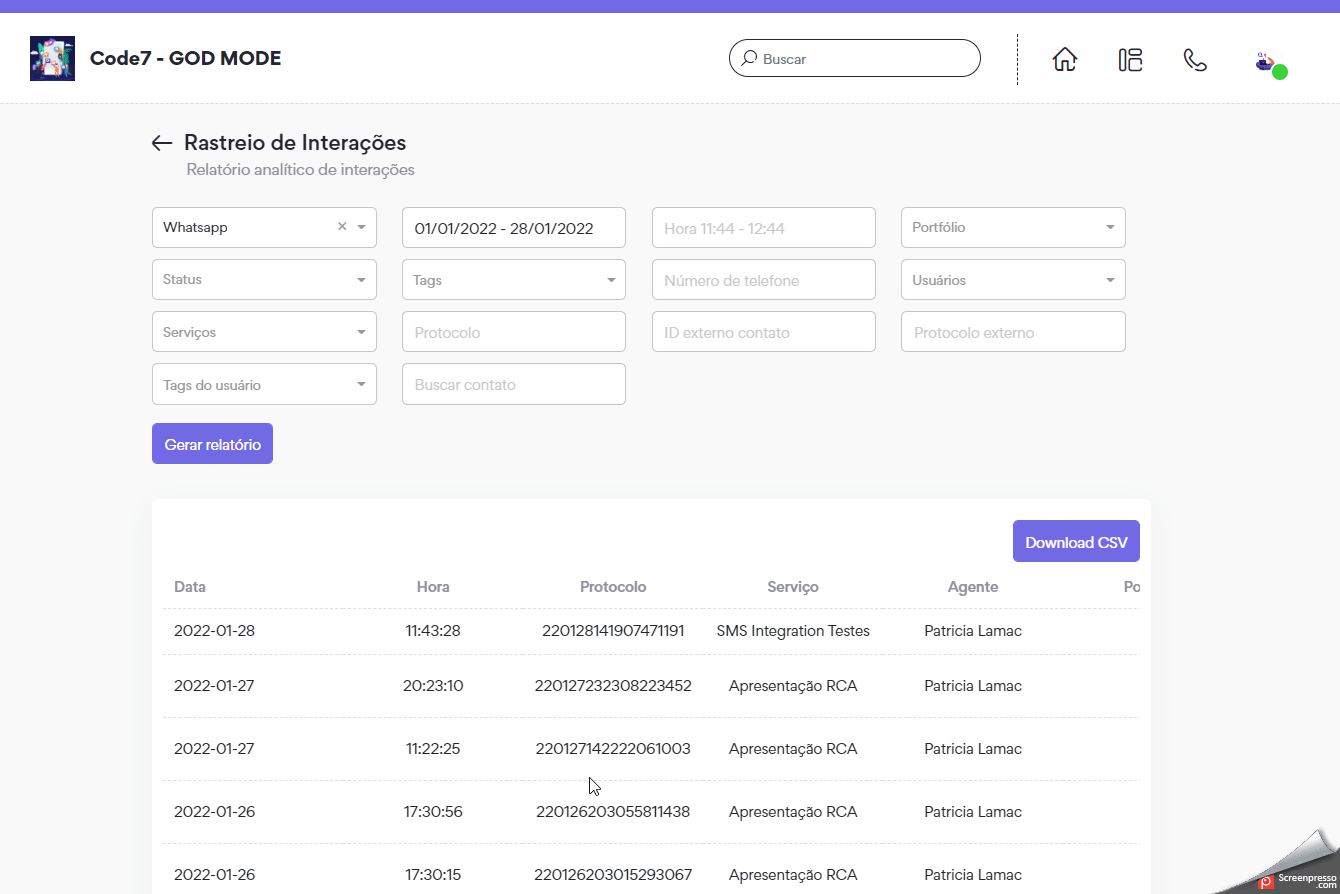 Code7 - GOD MODE
Buscar
Rastreio de Interações
Relatório analítico de interações
Whatsapp
01/01/2022 - 28/01/2022
Hora 11:44 - 12:44
Portfólio
Status
Tags
Número de telefone
Usuários
Serviços
Protocolo
ID externo contato
Protocolo externo
Tags do usuário
Buscar contato
Gerar relatório
Download CSV
Data Hora Protocolo Serviço Agente Po
2022-01-28 11:43:28 220128141907471191 SMS Integration Testes Patricia Lamac
2022-01-27 20:23:10 220127232308223452 Apresentação RCA Patricia Lamac
2022-01-27 11:22:25 220127142222061003 Apresentação RCA Patricia Lamac
2022-01-26 17:30:56 220126203055811438 Apresentação RCA Patricia Lamac
2022-01-26 17:30:15 220126203015293067 Apresentação RCA Patricia Lamac
Screenpresso
.com